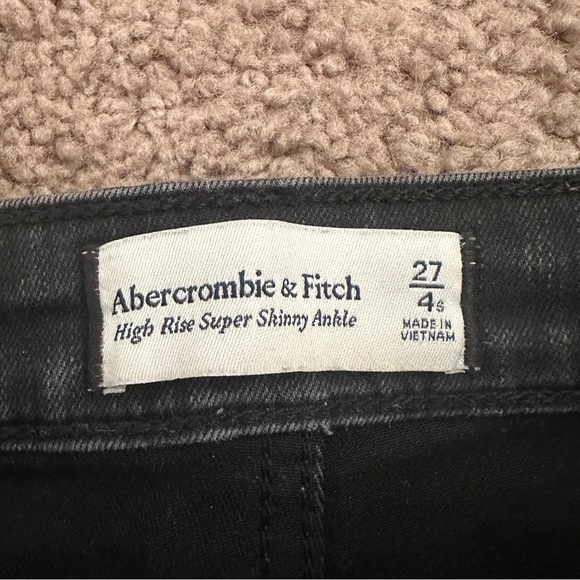 Abercrombie & Fitch
High Rise Super Skinny Ankle
27
4s
MADE IN
VIETNAM